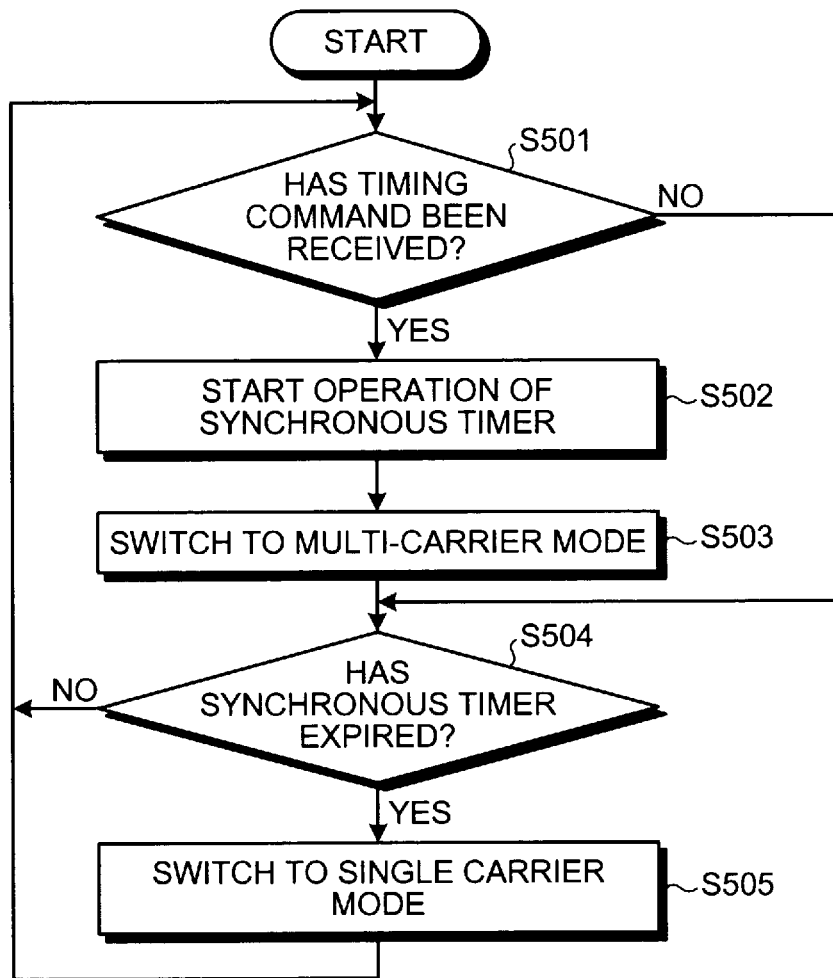 START
S501
HAS TIMING
COMMAND BEEN
RECEIVED?
NO
YES
START OPERATION OF
SYNCHRONOUS TIMER
S502
SWITCH TO MULTI-CARRIER MODE
S503
S504
HAS
SYNCHRONOUS TIMER
EXPIRED?
NO
YES
SWITCH TO SINGLE CARRIER
MODE
S505